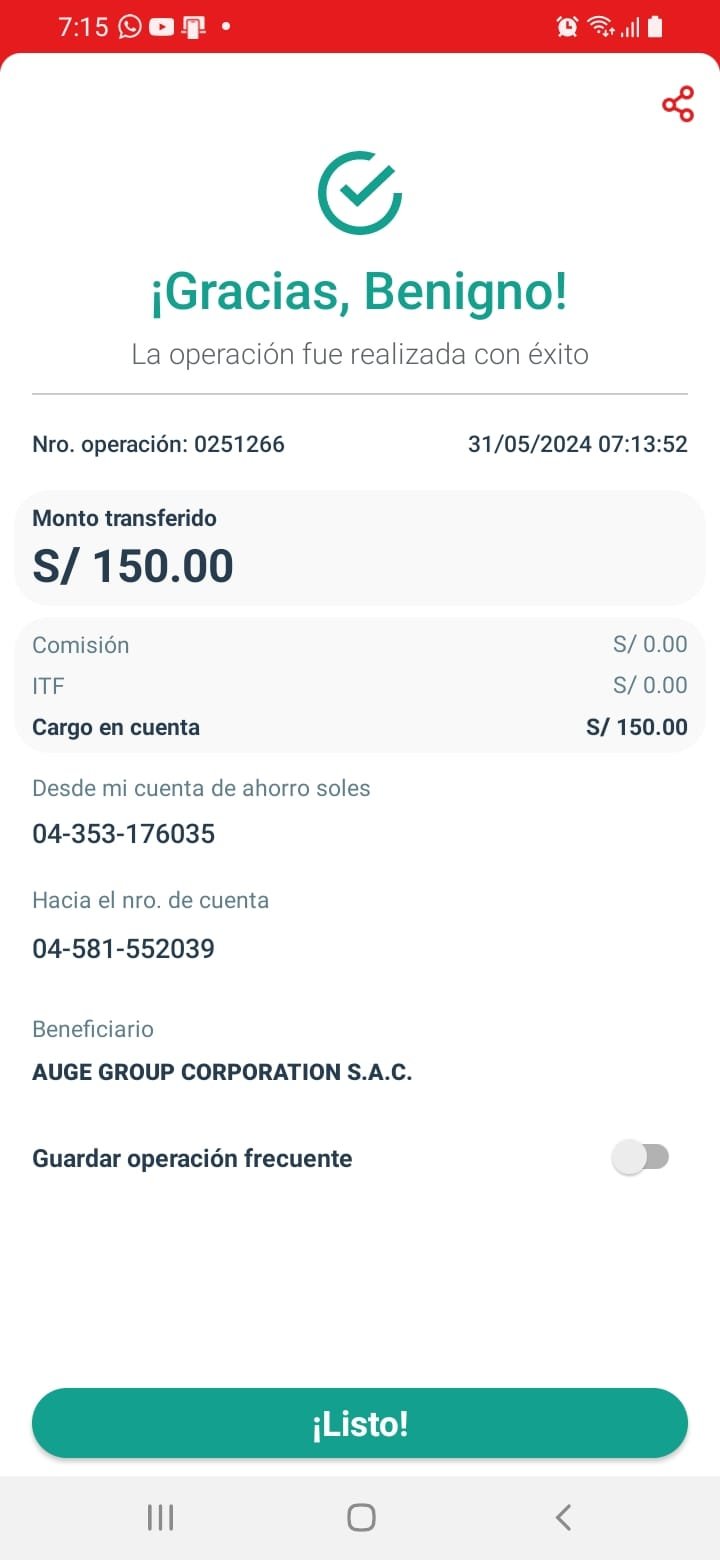 7:15
¡Gracias, Benigno!
La operación fue realizada con éxito
Nro. operación: 0251266 31/05/2024 07:13:52
Monto transferido
S/ 150.00
Comisión S/ 0.00
ITF S/ 0.00
Cargo en cuenta S/ 150.00
Desde mi cuenta de ahorro soles
04-353-176035
Hacia el nro. de cuenta
04-581-552039
Beneficiario
AUGE GROUP CORPORATION S.A.C.
Guardar operación frecuente
¡Listo!